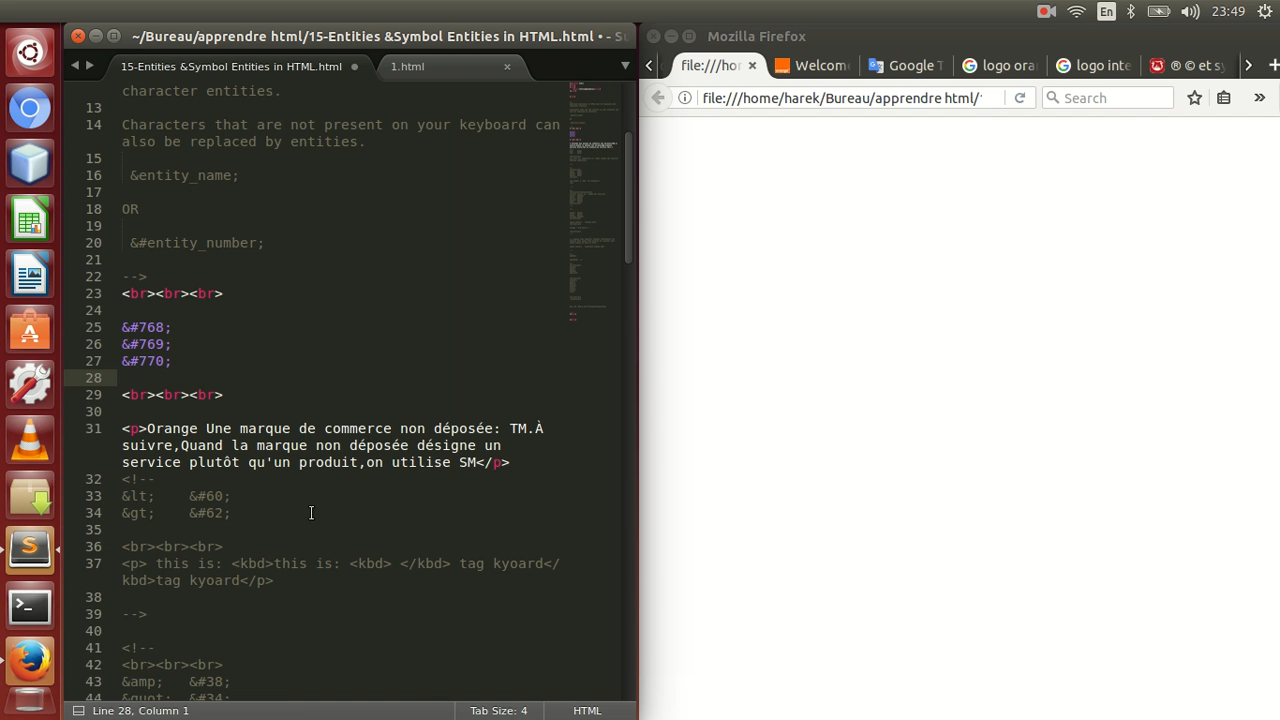 En
23:49
~/Bureau/apprendre html/15-Entities &Symbol Entities in HTML.html • - Su
Mozilla Firefox
15-Entities &Symbol Entities in HTML.html
1.html
file:///hor
Welcome
Google T
logo ora
logo inte
® © et sy
file:///home/harek/Bureau/apprendre html/
Search
character entities.
13
14 Characters that are not present on your keyboard can
also be replaced by entities.
15
16 &entity_name;
17
18 OR
19
20 &#entity_number;
21
22 -->
23 <br><br><br>
24
25 &#768;
26 &#769;
27 &#770;
28
29 <br><br><br>
30
31 <p>Orange Une marque de commerce non déposée: TM.À
suivre,Quand la marque non déposée désigne un
service plutôt qu'un produit,on utilise SM</p>
32 <!--
33 &lt; &#60;
34 &gt; &#62;
35
36 <br><br><br>
37 <p> this is: <kbd>this is: <kbd> </kbd> tag kyoard</
kbd>tag kyoard</p>
38
39 -->
40
41 <!--
42 <br><br><br>
43 &amp; &#38;
44 &quot; &#34;
Line 28, Column 1
Tab Size: 4
HTML